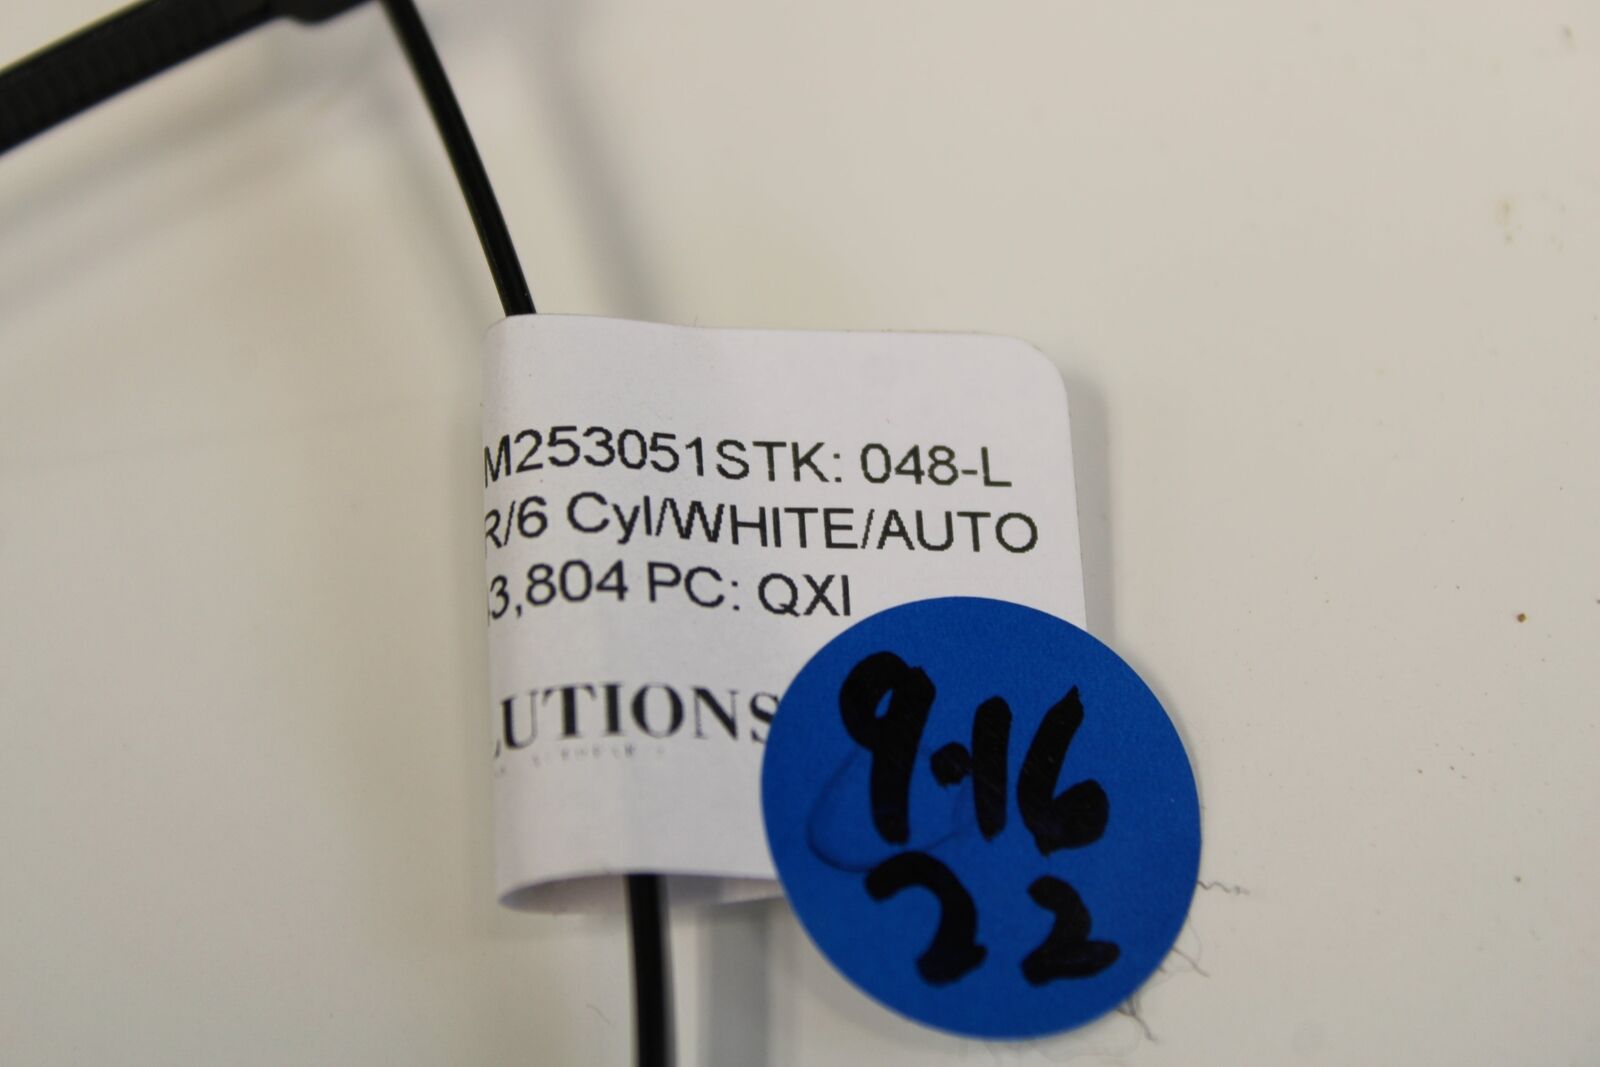 M253051STK: 048-L
R/6 Cyl/WHITE/AUTO
3,804 PC: QXI
LUTIONS
9.16
22